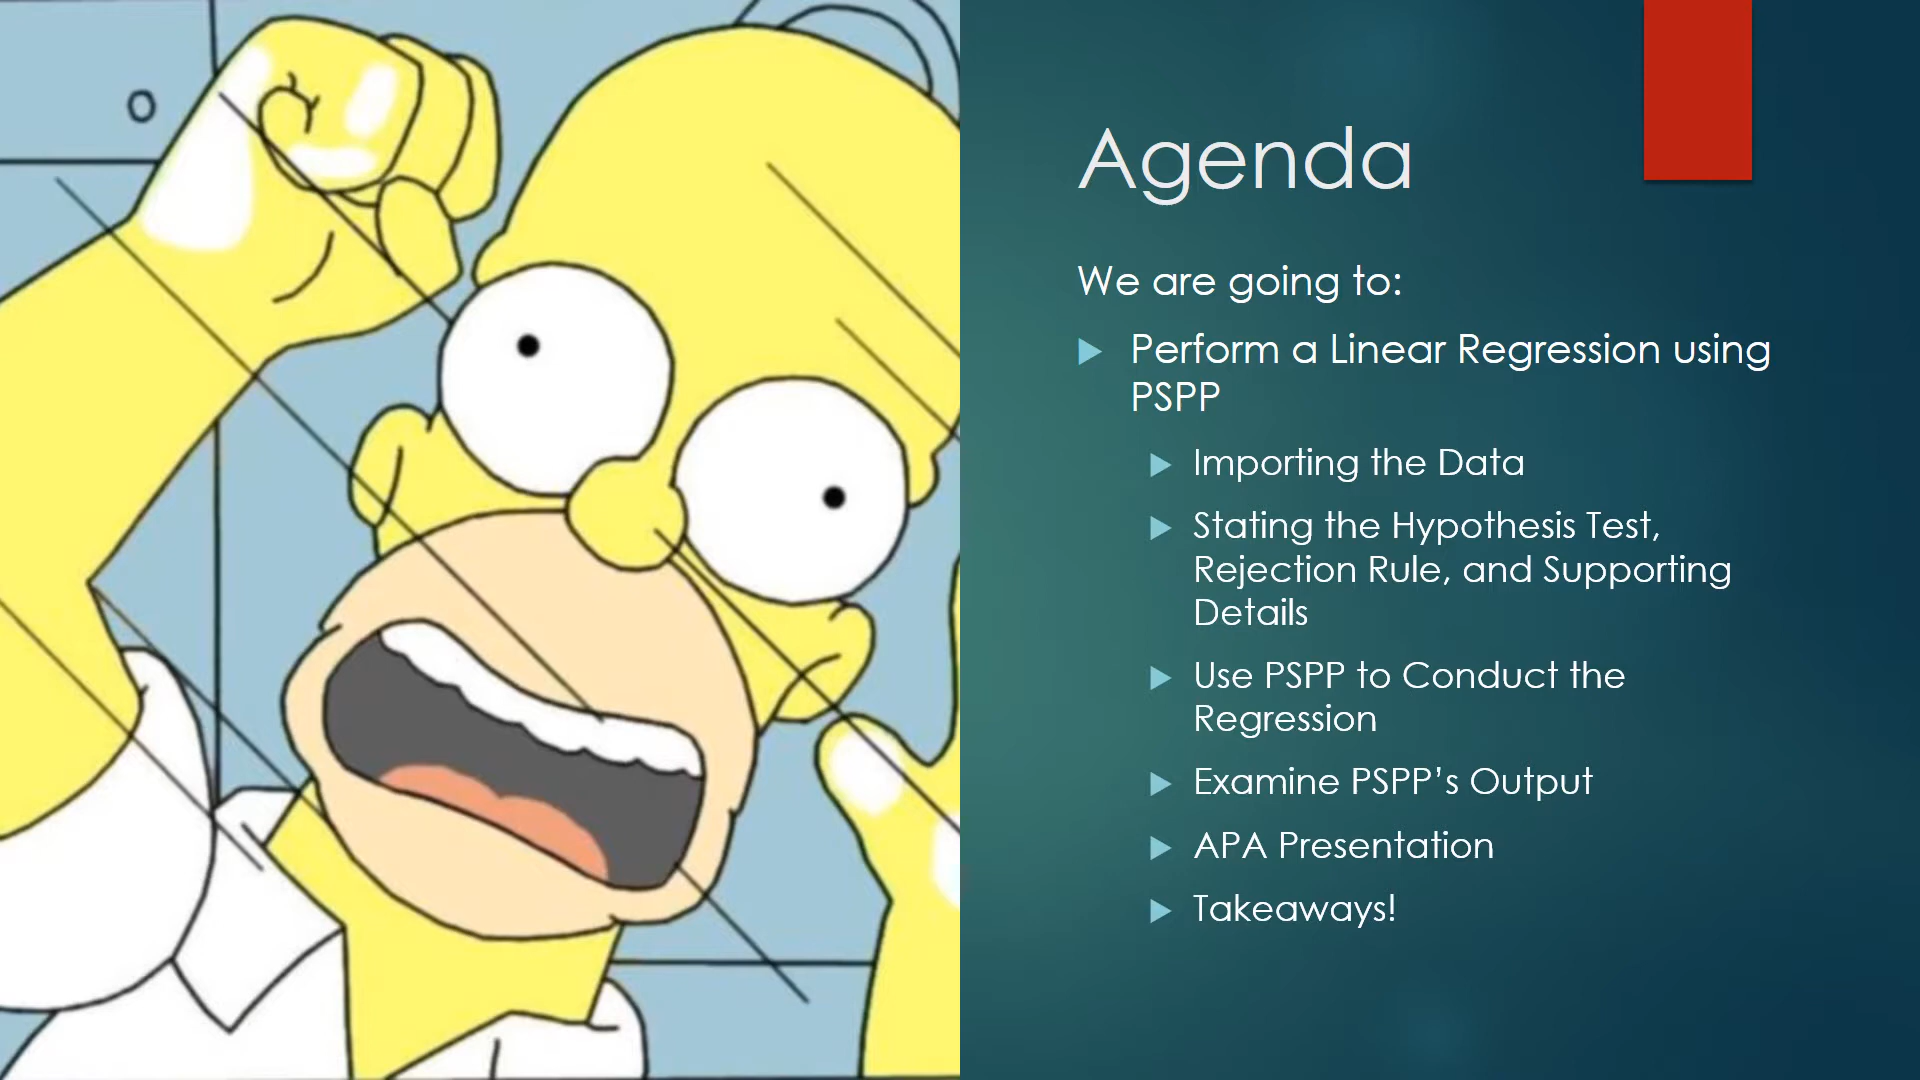 Agenda
We are going to:
Perform a Linear Regression using
PSPP
Importing the Data
Stating the Hypothesis Test,
Rejection Rule, and Supporting
Details
Use PSPP to Conduct the
Regression
Examine PSPP’s Output
APA Presentation
Takeaways!